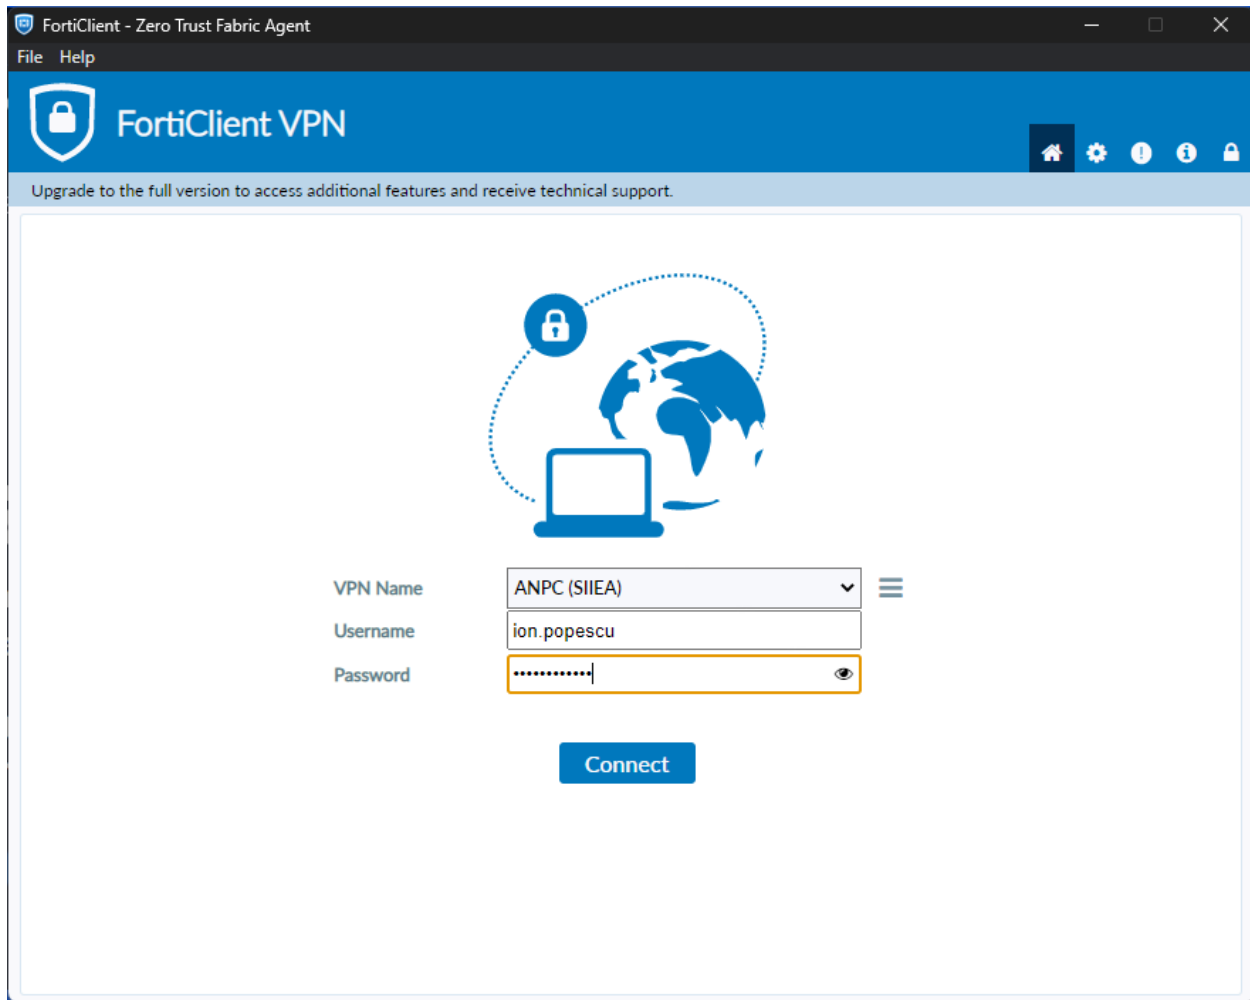 FortiClient - Zero Trust Fabric Agent
File Help
FortiClient VPN
Upgrade to the full version to access additional features and receive technical support.
VPN Name ANPC (SIIEA)
Username ion.popescu
Password ••••••••••••
Connect